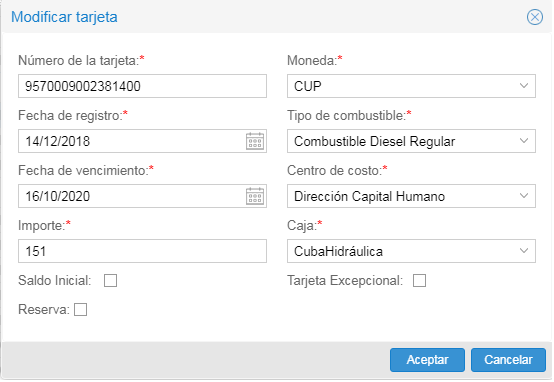 Modificar tarjeta
Número de la tarjeta:* Moneda:*
9570009002381400 CUP
Fecha de registro:* Tipo de combustible:*
14/12/2018 Combustible Diesel Regular
Fecha de vencimiento:* Centro de costo:*
16/10/2020 Dirección Capital Humano
Importe:* Caja:*
151 CubaHidráulica
Saldo Inicial: Tarjeta Excepcional:
Reserva:
Aceptar Cancelar